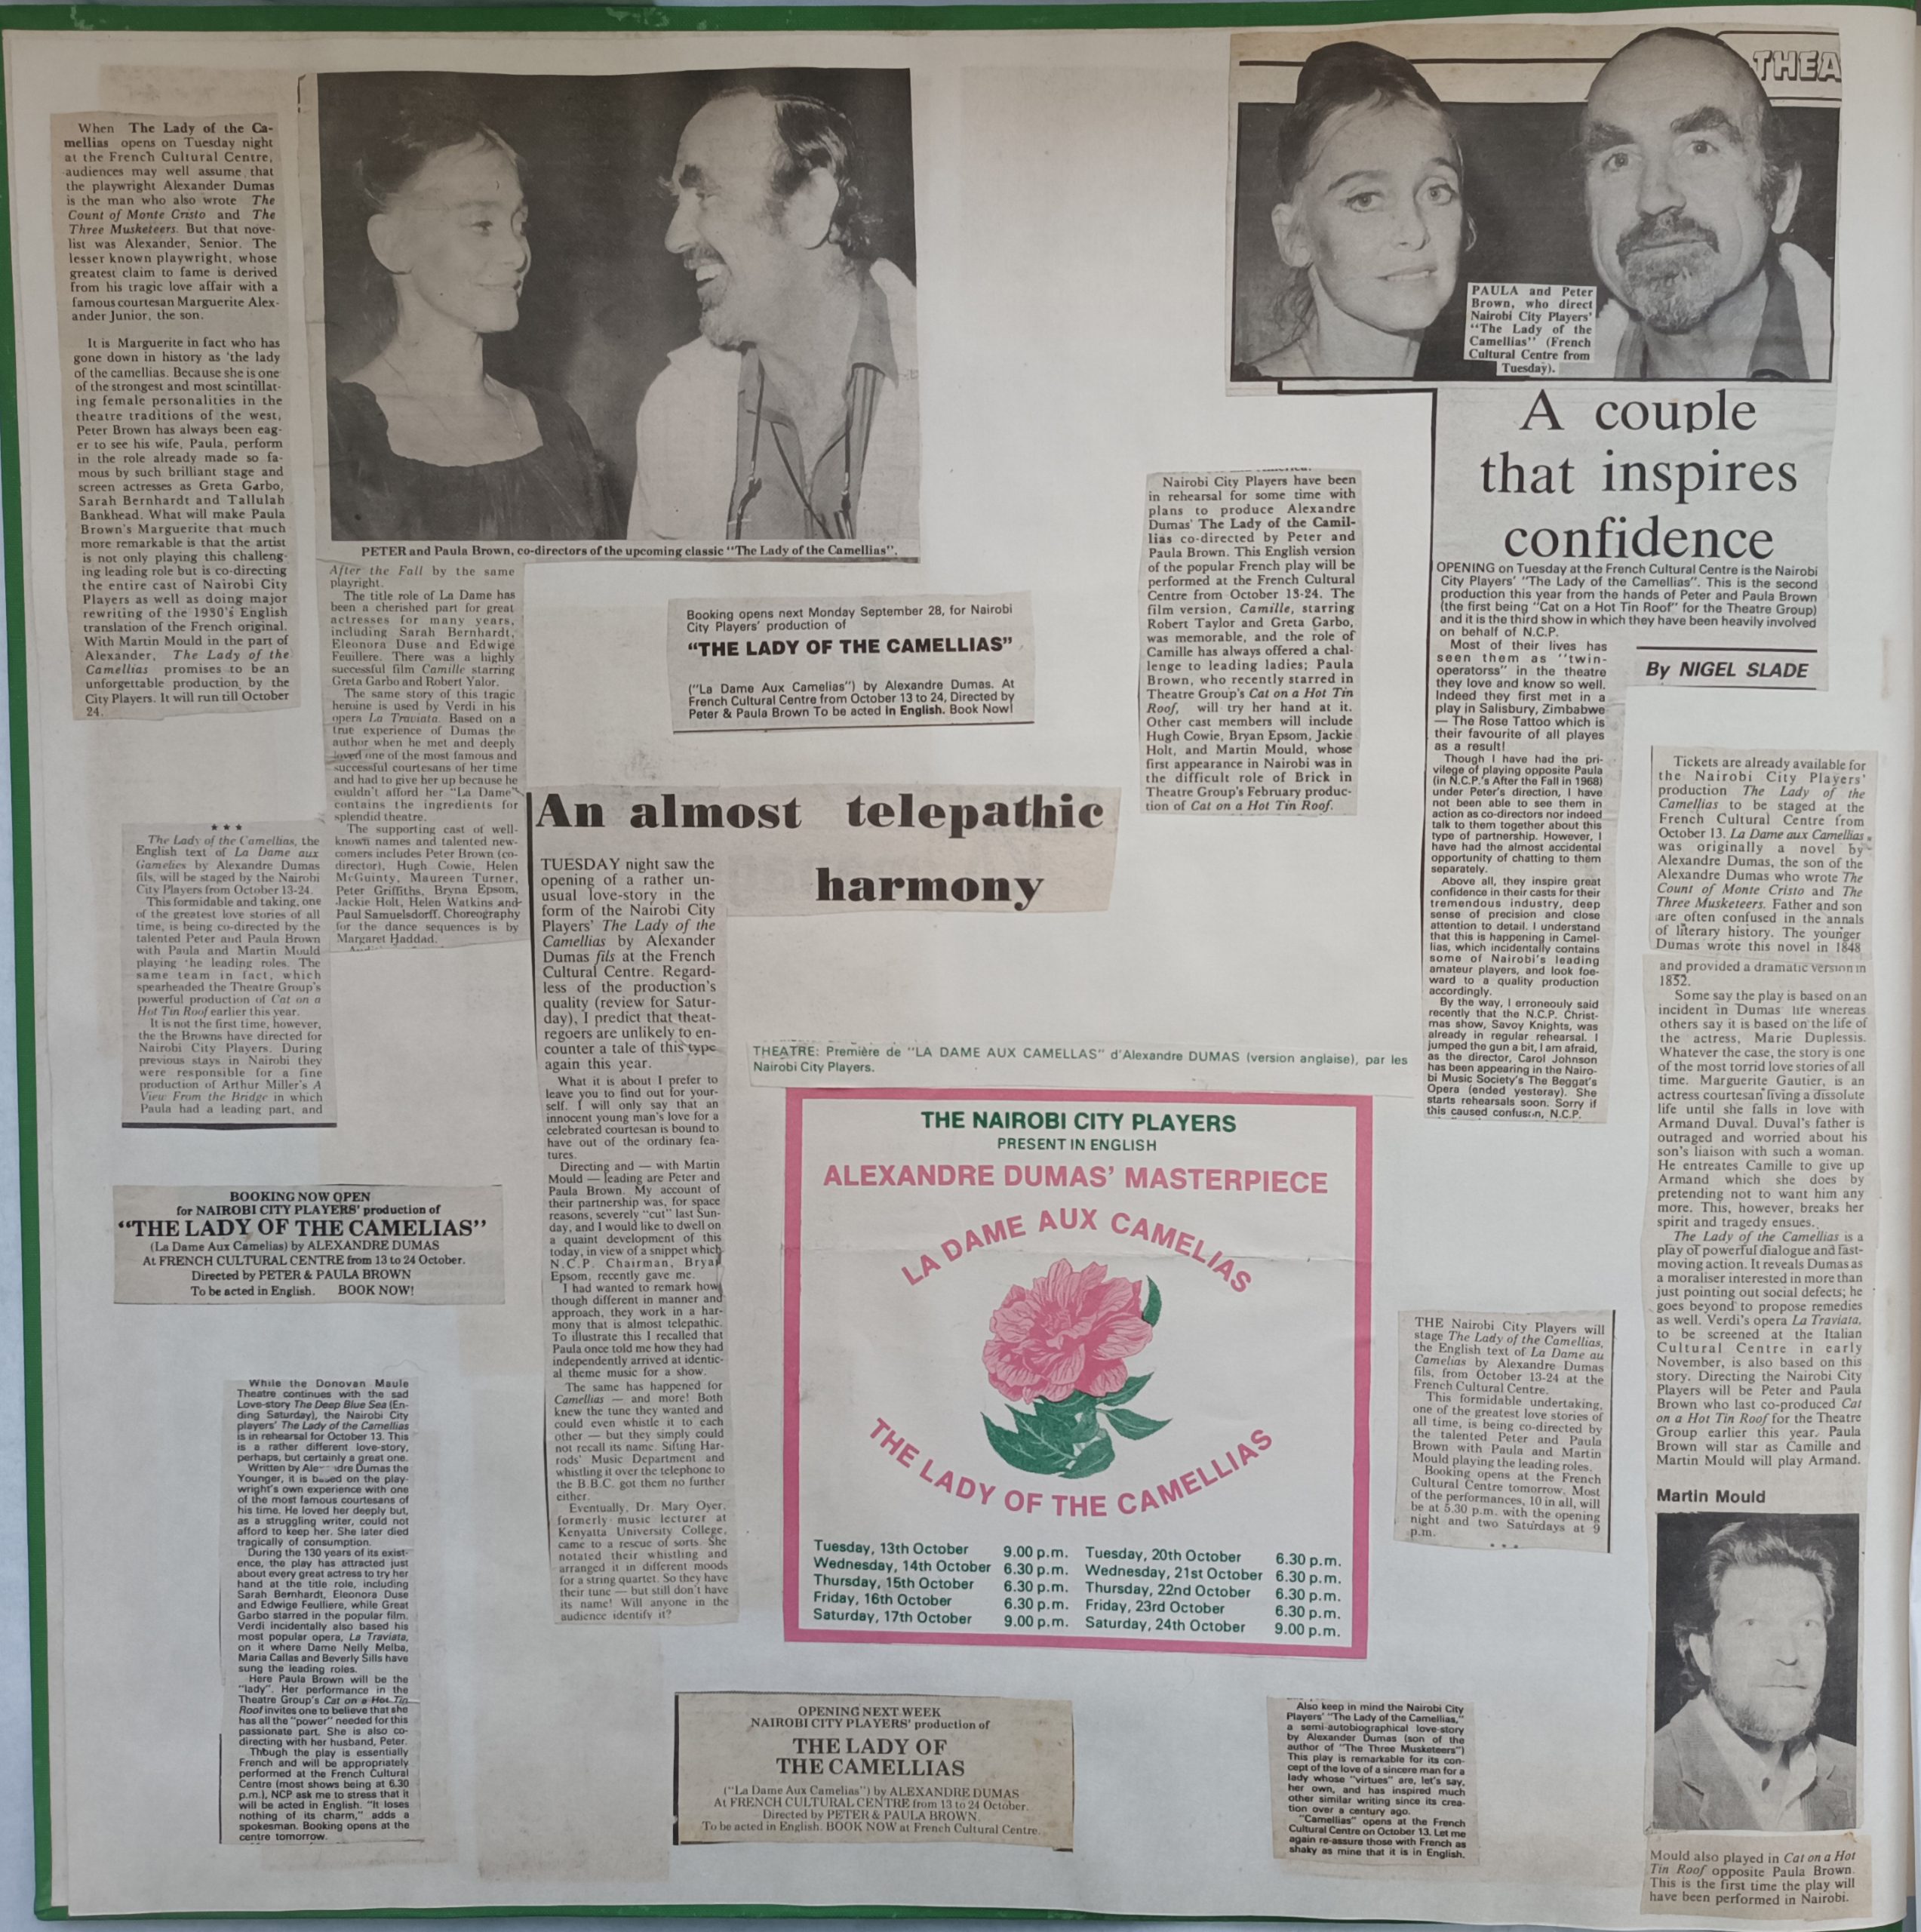 When The Lady of the Ca-
mellias opens on Tuesday night
at the French Cultural Centre,
audiences may well assume that
the playwright Alexander Dumas
is the man who also wrote The
Count of Monte Cristo and The
Three Musketeers. But that nove-
list was Alexander, Senior. The
lesser known playwright, whose
greatest claim to fame is derived
from his tragic love affair with a
famous courtesan Marguerite Alex-
ander Junior, the son.
It is Marguerite in fact who has
gone down in history as 'the lady
of the camellias. Because she is one
of the strongest and most scintillat-
ing female personalities in the
theatre traditions of the west,
Peter Brown has always been eag-
er to see his wife, Paula, perform
in the role already made so fa-
mous by such brilliant stage and
screen actresses as Greta Garbo,
Sarah Bernhardt and Tallulah
Bankhead. What will make Paula
Brown's Marguerite that much
more remarkable is that the artist
is not only playing this challeng-
ing leading role but is co-directing
the entire cast of Nairobi City
Players as well as doing major
rewriting of the 1930's English
translation of the French original.
With Martin Mould in the part of
Alexander, The Lady of the
Camellias promises to be an
unforgettable production by the
City Players. It will run till October
24.
PETER and Paula Brown, co-directors of the upcoming classic "The Lady of the Camellias".
* * *
The Lady of the Camellias, the
English text of La Dame aux
Gamelies by Alexandre Dumas
fils, will be staged by the Nairobi
City Players from October 13-24.
This formidable and taking, one
of the greatest love stories of all
time, is being co-directed by the
talented Peter and Paula Brown
with Paula and Martin Mould
playing the leading roles. The
same team in fact, which
spearheaded the Theatre Group's
powerful production of Cat on a
Hot Tin Roof earlier this year.
It is not the first time, however,
the the Browns have directed for
Nairobi City Players. During
previous stays in Nairobi they
were responsible for a fine
production of Arthur Miller's A
View From the Bridge in which
Paula had a leading part, and
After the Fall by the same
playright.
The title role of La Dame has
been a cherished part for great
actresses for many years,
including Sarah Bernhardt,
Eleonora Duse and Edwige
Feuillere. There was a highly
successful film Camille starring
Greta Garbo and Robert Yalor.
The same story of this tragic
heroine is used by Verdi in his
opera La Traviata. Based on a
true experience of Dumas the
author when he met and deeply
loved one of the most famous and
successful courtesans of her time
and had to give her up because he
couldn't afford her "La Dame"
contains the ingredients for
splendid theatre.
The supporting cast of well-
known names and talented new-
comers includes Peter Brown (co-
director), Hugh Cowie, Helen
McGuinty, Maureen Turner,
Peter Griffiths, Bryna Epsom,
Jackie Holt, Helen Watkins and
Paul Samuelsdorff. Choreography
for the dance sequences is by
Margaret Haddad.
Booking opens next Monday September 28, for Nairobi
City Players' production of
"THE LADY OF THE CAMELLIAS"
("La Dame Aux Camelias") by Alexandre Dumas. At
French Cultural Centre from October 13 to 24, Directed by
Peter & Paula Brown To be acted in English. Book Now!
An almost telepathic
harmony
TUESDAY night saw the
opening of a rather un-
usual love-story in the
form of the Nairobi City
Players' The Lady of the
Camellias by Alexander
Dumas fils at the French
Cultural Centre. Regard-
less of the production's
quality (review for Satur-
day), I predict that theat-
regoers are unlikely to en-
counter a tale of this type
again this year.
What it is about I prefer to
leave you to find out for your-
self. I will only say that an
innocent young man's love for a
celebrated courtesan is bound to
have out of the ordinary fea-
tures.
Directing and — with Martin
Mould — leading are Peter and
Paula Brown. My account of
their partnership was, for space
reasons, severely "cut" last Sun-
day, and I would like to dwell on
a quaint development of this
today, in view of a snippet which
N.C.P. Chairman, Bryan
Epsom, recently gave me.
I had wanted to remark how
though different in manner and
approach, they work in a har-
mony that is almost telepathic.
To illustrate this I recalled that
Paula once told me how they had
independently arrived at identic-
al theme music for a show.
The same has happened for
Camellias — and more! Both
knew the tune they wanted and
could even whistle it to each
other — but they simply could
not recall its name. Sifting Har-
rods' Music Department and
whistling it over the telephone to
the B.B.C. got them no further
either.
Eventually, Dr. Mary Oyer,
formerly music lecturer at
Kenyatta University College,
came to a rescue of sorts. She
notated their whistling and
arranged it in different moods
for a string quartet. So they have
their tune — but still don't have
its name! Will anyone in the
audience identify it?
BOOKING NOW OPEN
for NAIROBI CITY PLAYERS' production of
"THE LADY OF THE CAMELIAS"
(La Dame Aux Camelias) by ALEXANDRE DUMAS
At FRENCH CULTURAL CENTRE from 13 to 24 October.
Directed by PETER & PAULA BROWN
To be acted in English. BOOK NOW!
While the Donovan Maule
Theatre continues with the sad
Love-story The Deep Blue Sea (En-
ding Saturday), the Nairobi City
players' The Lady of the Camellias
is in rehearsal for October 13. This
is a rather different love-story,
perhaps, but certainly a great one.
Written by Ale dre Dumas the
Younger, it is based on the play-
wright's own experience with one
of the most famous courtesans of
his time. He loved her deeply but,
as a struggling writer, could not
afford to keep her. She later died
tragically of consumption.
During the 130 years of its exist-
ence, the play has attracted just
about every great actress to try her
hand at the title role, including
Sarah Bernhardt, Eleonora Duse
and Edwige Feulliere, while Great
Garbo starred in the popular film.
Verdi incidentally also based his
most popular opera, La Traviata,
on it where Dame Nelly Melba,
Maria Callas and Beverly Sills have
sung the leading roles.
Here Paula Brown will be the
"lady". Her performance in the
Theatre Group's Cat on a Hot Tin
Roof invites one to believe that she
has all the "power" needed for this
passionate part. She is also co-
directing with her husband, Peter.
Though the play is essentially
French and will be appropriately
performed at the French Cultural
Centre (most shows being at 6.30
p.m.), NCP ask me to stress that it
will be acted in English. "It loses
nothing of its charm," adds a
spokesman. Booking opens at the
centre tomorrow.
THEATRE: Première de "LA DAME AUX CAMELLAS" d'Alexandre DUMAS (version anglaise), par les
Nairobi City Players.
THE NAIROBI CITY PLAYERS
PRESENT IN ENGLISH
ALEXANDRE DUMAS' MASTERPIECE
LA DAME AUX CAMELIAS
THE LADY OF THE CAMELLIAS
Tuesday, 13th October 9.00 p.m. Tuesday, 20th October 6.30 p.m.
Wednesday, 14th October 6.30 p.m. Wednesday, 21st October 6.30 p.m.
Thursday, 15th October 6.30 p.m. Thursday, 22nd October 6.30 p.m.
Friday, 16th October 6.30 p.m. Friday, 23rd October 6.30 p.m.
Saturday, 17th October 9.00 p.m. Saturday, 24th October 9.00 p.m.
OPENING NEXT WEEK
NAIROBI CITY PLAYERS' production of
THE LADY OF
THE CAMELLIAS
("La Dame Aux Camelias") by ALEXANDRE DUMAS
At FRENCH CULTURAL CENTRE from 13 to 24 October.
Directed by PETER & PAULA BROWN.
To be acted in English. BOOK NOW at French Cultural Centre.
Nairobi City Players have been
in rehearsal for some time with
plans to produce Alexandre
Dumas' The Lady of the Camil-
lias co-directed by Peter and
Paula Brown. This English version
of the popular French play will be
performed at the French Cultural
Centre from October 13-24. The
film version, Camille, starring
Robert Taylor and Greta Garbo,
was memorable, and the role of
Camille has always offered a chal-
lenge to leading ladies; Paula
Brown, who recently starred in
Theatre Group's Cat on a Hot Tin
Roof, will try her hand at it.
Other cast members will include
Hugh Cowie, Bryan Epsom, Jackie
Holt, and Martin Mould, whose
first appearance in Nairobi was in
the difficult role of Brick in
Theatre Group's February produc-
tion of Cat on a Hot Tin Roof.
THEA
PAULA and Peter
Brown, who direct
Nairobi City Players'
"The Lady of the
Camellias" (French
Cultural Centre from
Tuesday).
A couple
that inspires
confidence
OPENING on Tuesday at the French Cultural Centre is the Nairobi
City Players' "The Lady of the Camellias". This is the second
production this year from the hands of Peter and Paula Brown
(the first being "Cat on a Hot Tin Roof" for the Theatre Group)
and it is the third show in which they have been heavily involved
on behalf of N.C.P.
By NIGEL SLADE
Most of their lives has
seen them as "twin-
operatorss" in the theatre
they love and know so well.
Indeed they first met in a
play in Salisbury, Zimbabwe
— The Rose Tattoo which is
their favourite of all playes
as a result!
Though I have had the pri-
vilege of playing opposite Paula
(in N.C.P.'s After the Fall in 1968)
under Peter's direction, I have
not been able to see them in
action as co-directors nor indeed
talk to them together about this
type of partnership. However, I
have had the almost accidental
opportunity of chatting to them
separately.
Above all, they inspire great
confidence in their casts for their
tremendous industry, deep
sense of precision and close
attention to detail. I understand
that this is happening in Camel-
lias, which incidentally contains
some of Nairobi's leading
amateur players, and look foe-
ward to a quality production
accordingly.
By the way, I erroneouly said
recently that the N.C.P. Christ-
mas show, Savoy Knights, was
already in regular rehearsal. I
jumped the gun a bit, I am afraid,
as the director, Carol Johnson
has been appearing in the Nairo-
bi Music Society's The Beggat's
Opera (ended yesteray). She
starts rehearsals soon. Sorry if
this caused confusion, N.C.P.
THE Nairobi City Players will
stage The Lady of the Camellias,
the English text of La Dame au
Camelias by Alexandre Dumas
fils, from October 13-24 at the
French Cultural Centre.
This formidable undertaking,
one of the greatest love stories of
all time, is being co-directed by
the talented Peter and Paula
Brown with Paula and Martin
Mould playing the leading roles.
Booking opens at the French
Cultural Centre tomorrow. Most
of the performances, 10 in all, will
be at 5.30 p.m. with the opening
night and two Saturdays at 9
p.m.
* * *
Also keep in mind the Nairobi City
Players' "The Lady of the Camellias,"
a semi-autobiographical love-story
by Alexander Dumas (son of the
author of "The Three Musketeers")
This play is remarkable for its con-
cept of the love of a sincere man for a
lady whose "virtues" are, let's say,
her own, and has inspired much
other similar writing since its crea-
tion over a century ago.
"Camellias" opens at the French
Cultural Centre on October 13. Let me
again re-assure those with French as
shaky as mine that it is in English.
Tickets are already available for
the Nairobi City Players'
production The Lady of the
Camellias to be staged at the
French Cultural Centre from
October 13. La Dame aux Camellias
was originally a novel by
Alexandre Dumas, the son of the
Alexandre Dumas who wrote The
Count of Monte Cristo and The
Three Musketeers. Father and son
are often confused in the annals
of literary history. The younger
Dumas wrote this novel in 1848
and provided a dramatic version in
1852.
Some say the play is based on an
incident in Dumas' life whereas
others say it is based on the life of
the actress, Marie Duplessis.
Whatever the case, the story is one
of the most torrid love stories of all
time. Marguerite Gautier, is an
actress courtesan living a dissolute
life until she falls in love with
Armand Duval. Duval's father is
outraged and worried about his
son's liaison with such a woman.
He entreates Camille to give up
Armand which she does by
pretending not to want him any
more. This, however, breaks her
spirit and tragedy ensues.
The Lady of the Camelias is a
play of powerful dialogue and fast-
moving action. It reveals Dumas as
a moraliser interested in more than
just pointing out social defects; he
goes beyond to propose remedies
as well. Verdi's opera La Traviata,
to be screened at the Italian
Cultural Centre in early
November, is also based on this
story. Directing the Nairobi City
Players will be Peter and Paula
Brown who last co-produced Cat
on a Hot Tin Roof for the Theatre
Group earlier this year. Paula
Brown will star as Camille and
Martin Mould will play Armand.
Martin Mould
Mould also played in Cat on a Hot
Tin Roof opposite Paula Brown.
This is the first time the play will
have been performed in Nairobi.